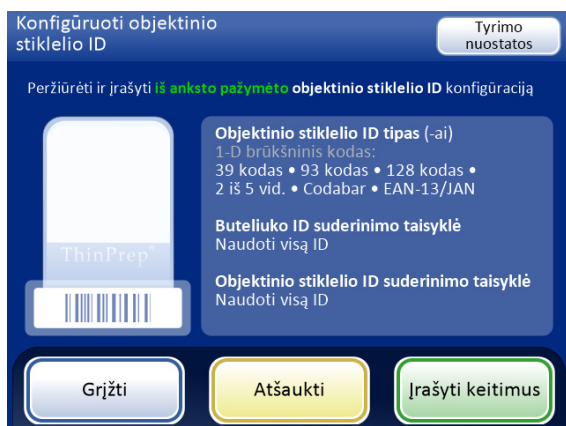 Konfigūruoti objektinio
stiklelio ID
Tyrimo
nuostatos
Peržiūrėti ir įrašyti iš anksto pažymėto objektinio stiklelio ID konfigūraciją
Objektinio stiklelio ID tipas (-ai)
1-D brūkšninis kodas:
39 kodas • 93 kodas • 128 kodas •
2 iš 5 vid. • Codabar • EAN-13/JAN
Buteliuko ID suderinimo taisyklė
Naudoti visą ID
ThinPrep®
Objektinio stiklelio ID suderinimo taisyklė
Naudoti visą ID
Grįžti
Atšaukti
Įrašyti keitimus